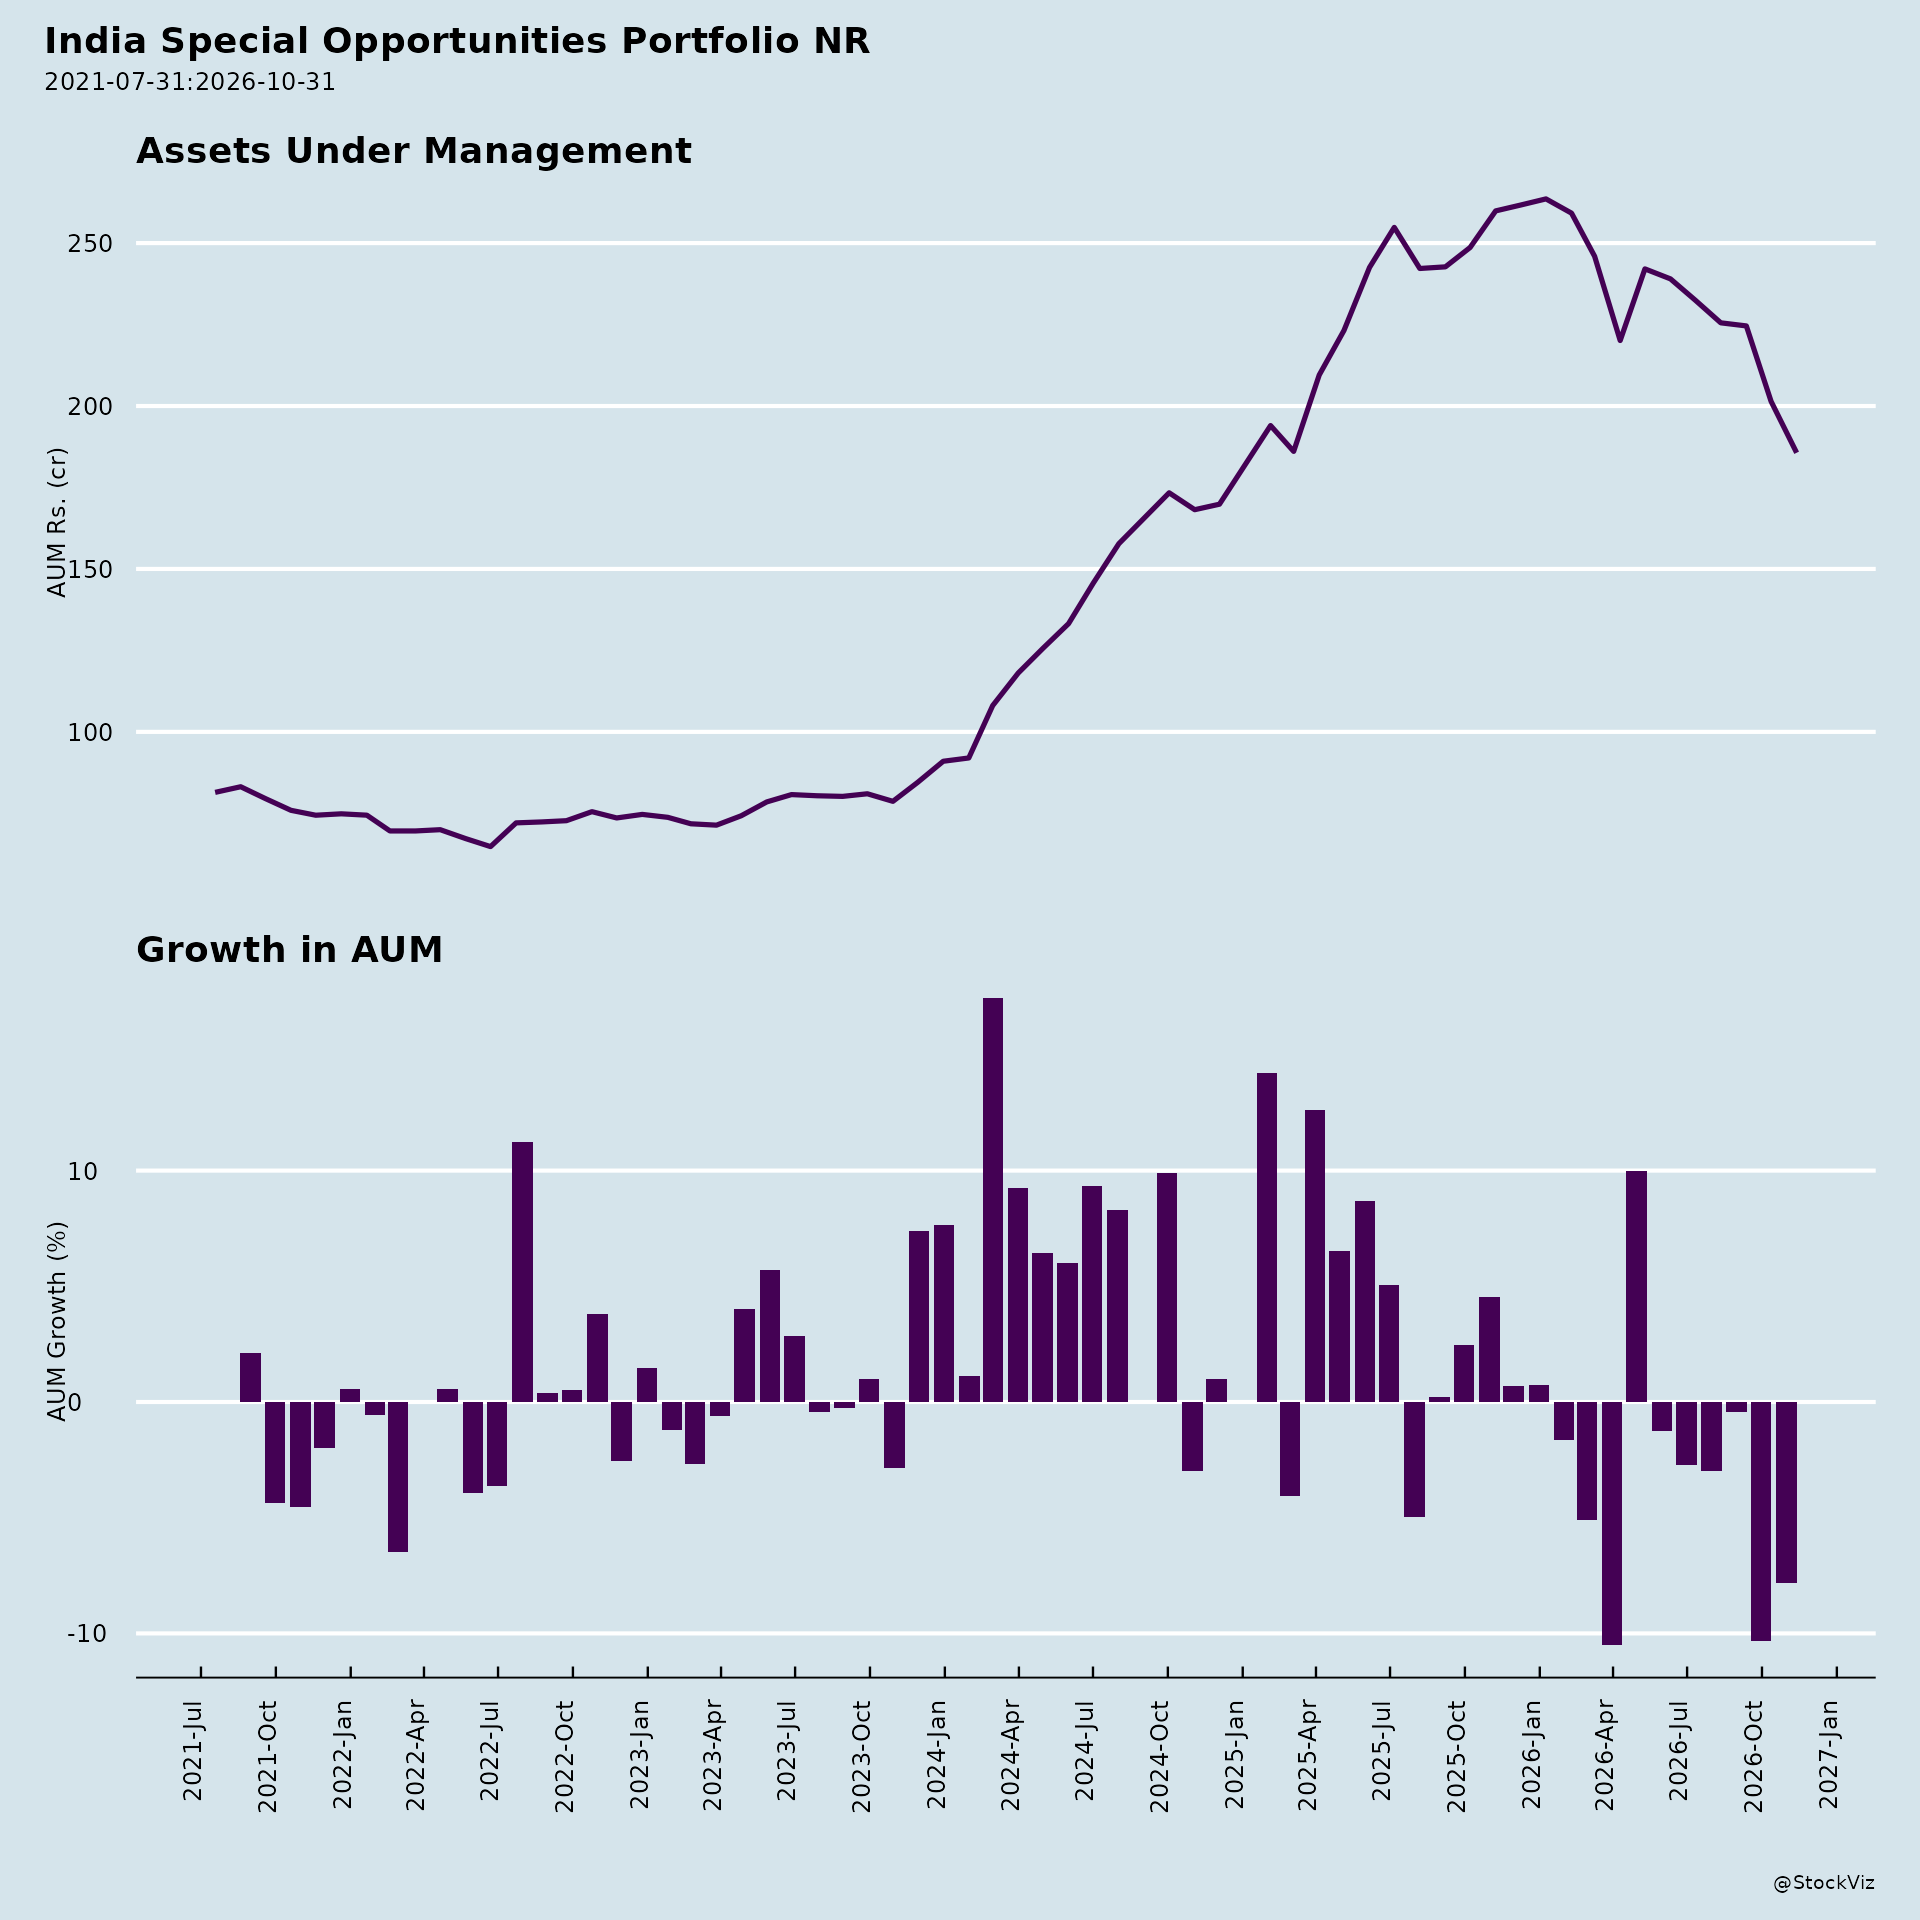 India Special Opportunities Portfolio NR
2021-07-31:2026-10-31
Assets Under Management
250
200
150
100
AUM Rs. (cr)
Growth in AUM
10
0
-10
AUM Growth (%)
2021-Jul
2021-Oct
2022-Jan
2022-Apr
2022-Jul
2022-Oct
2023-Jan
2023-Apr
2023-Jul
2023-Oct
2024-Jan
2024-Apr
2024-Jul
2024-Oct
2025-Jan
2025-Apr
2025-Jul
2025-Oct
2026-Jan
2026-Apr
2026-Jul
2026-Oct
2027-Jan
@StockViz